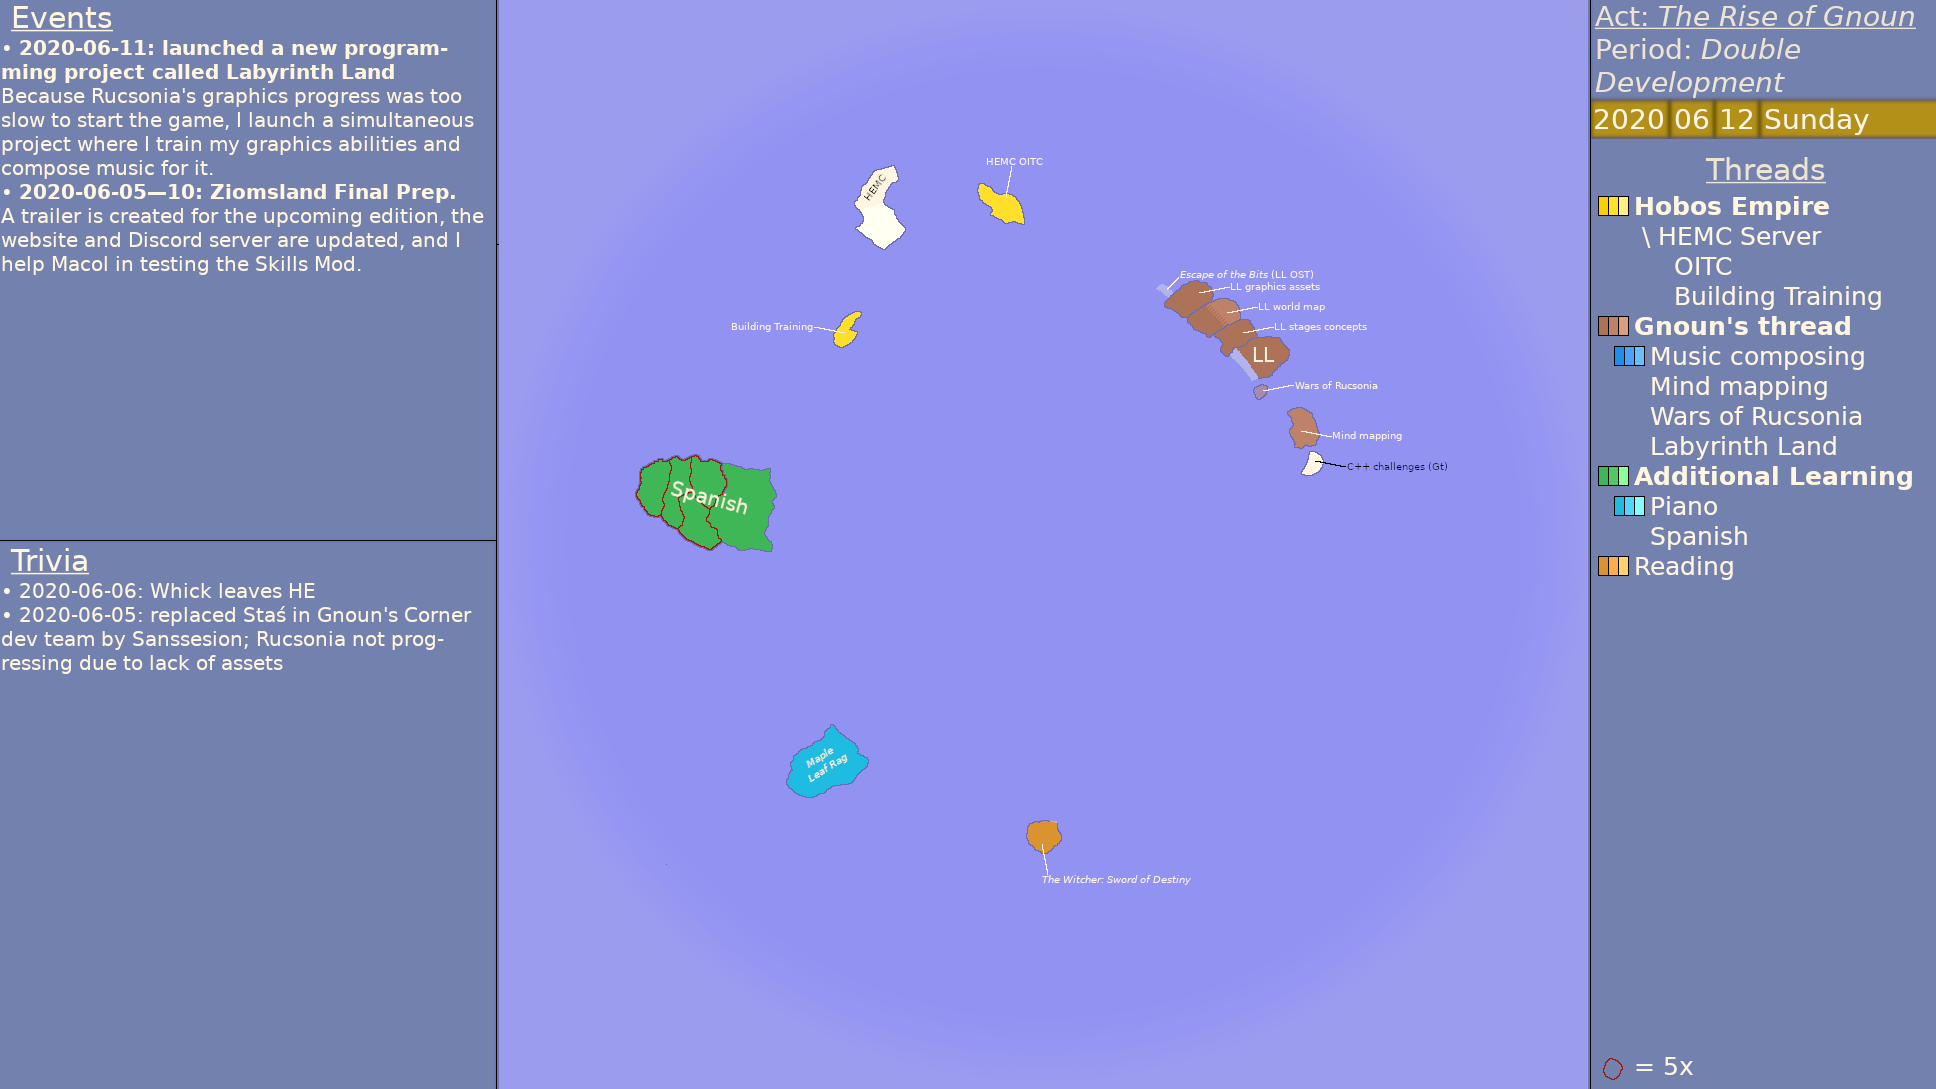 Events
• 2020-06-11: launched a new program-
ming project called Labyrinth Land
Because Rucsonia's graphics progress was too
slow to start the game, I launch a simultaneous
project where I train my graphics abilities and
compose music for it.
• 2020-06-05—10: Ziomsland Final Prep.
A trailer is created for the upcoming edition, the
website and Discord server are updated, and I
help Macol in testing the Skills Mod.
Trivia
• 2020-06-06: Whick leaves HE
• 2020-06-05: replaced Staś in Gnoun's Corner
dev team by Sanssesion; Rucsonia not prog-
ressing due to lack of assets
HEMC
HEMC OITC
Building Training
Escape of the Bits (LL OST)
LL graphics assets
LL world map
LL stages concepts
LL
Wars of Rucsonia
Mind mapping
C++ challenges (Gt)
Spanish
Maple
Leaf Rag
The Witcher: Sword of Destiny
Act: The Rise of Gnoun
Period: Double
Development
2020 06 12 Sunday
Threads
Hobos Empire
\ HEMC Server
OITC
Building Training
Gnoun's thread
Music composing
Mind mapping
Wars of Rucsonia
Labyrinth Land
Additional Learning
Piano
Spanish
Reading
= 5x